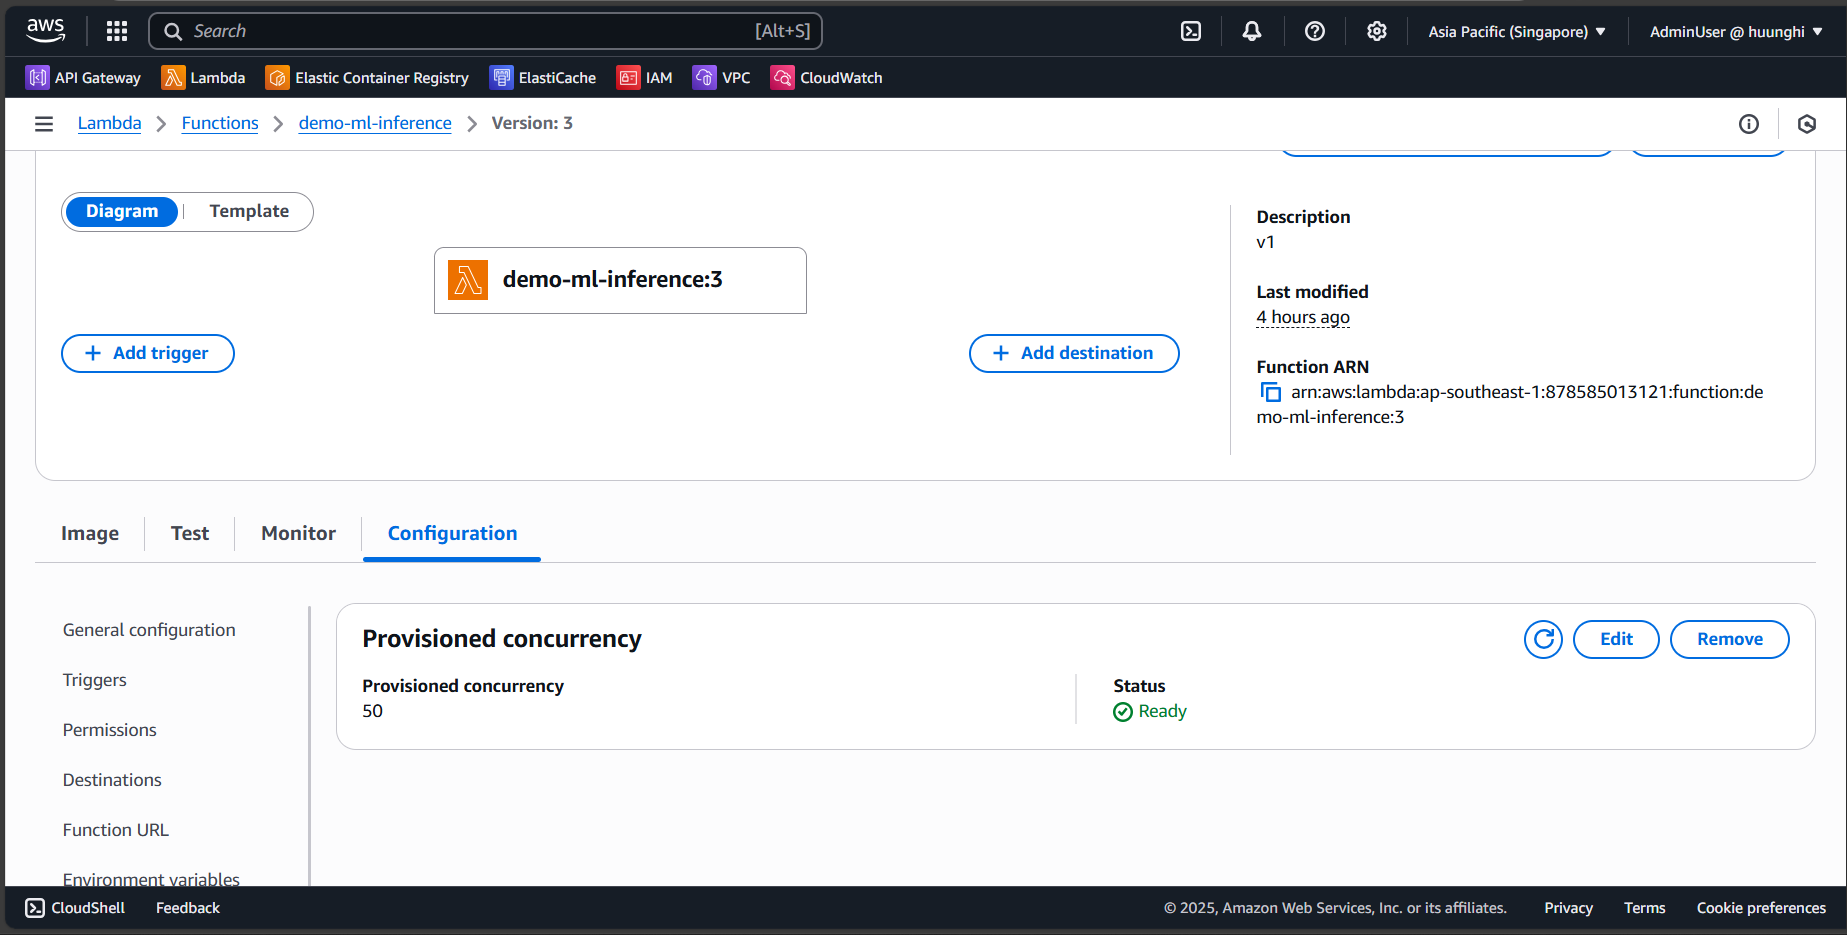 aws
Search [Alt+S]
Asia Pacific (Singapore) ▼
AdminUser @ huunghi ▼
API Gateway
Lambda
Elastic Container Registry
ElastiCache
IAM
VPC
CloudWatch
Lambda > Functions > demo-ml-inference > Version: 3
Diagram | Template
demo-ml-inference:3
+ Add trigger
+ Add destination
Description
v1
Last modified
4 hours ago
Function ARN
arn:aws:lambda:ap-southeast-1:878585013121:function:de
mo-ml-inference:3
Image
Test
Monitor
Configuration
General configuration
Triggers
Permissions
Destinations
Function URL
Environment variables
Provisioned concurrency
Edit
Remove
Provisioned concurrency
50
Status
Ready
CloudShell
Feedback
© 2025, Amazon Web Services, Inc. or its affiliates.
Privacy
Terms
Cookie preferences